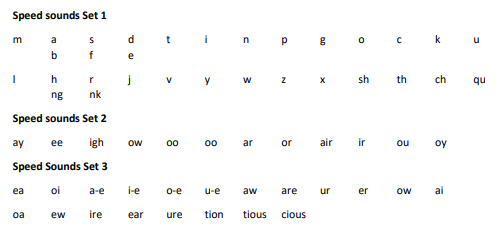 Speed sounds Set 1
m a s d t i n p g o c k u
b f e
l h r j v y w z x sh th ch qu
ng nk
Speed sounds Set 2
ay ee igh ow oo oo ar or air ir ou oy
Speed Sounds Set 3
ea oi a-e i-e o-e u-e aw are ur er ow ai
oa ew ire ear ure tion tious cious